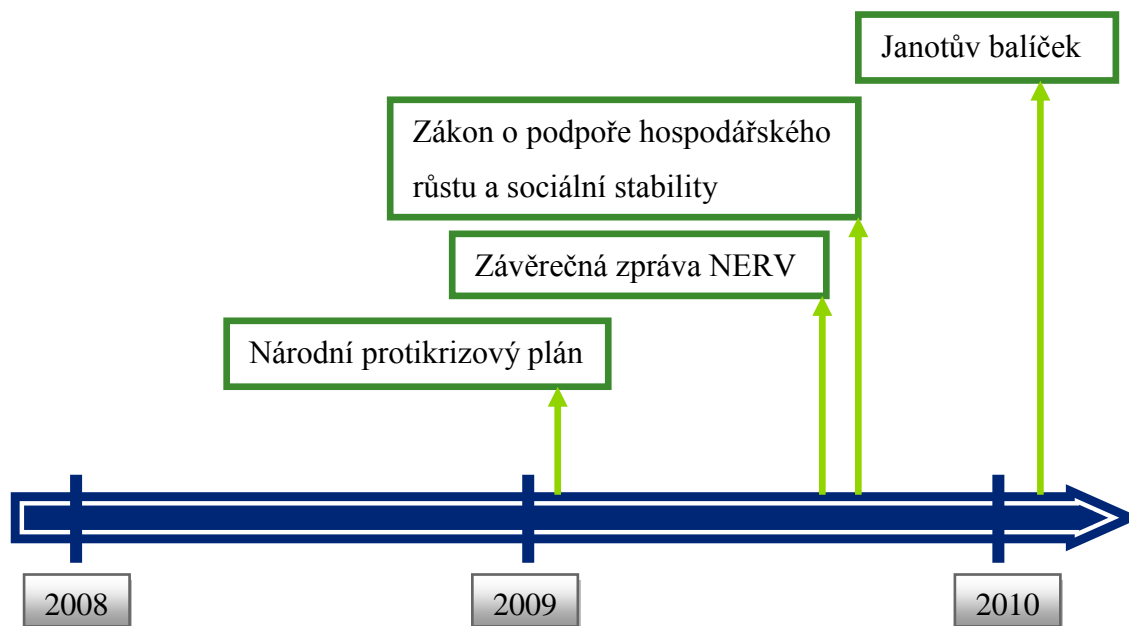 Janotův balíček
Zákon o podpoře hospodářského
růstu a sociální stability
Závěrečná zpráva NERV
Národní protikrizový plán
2008
2009
2010